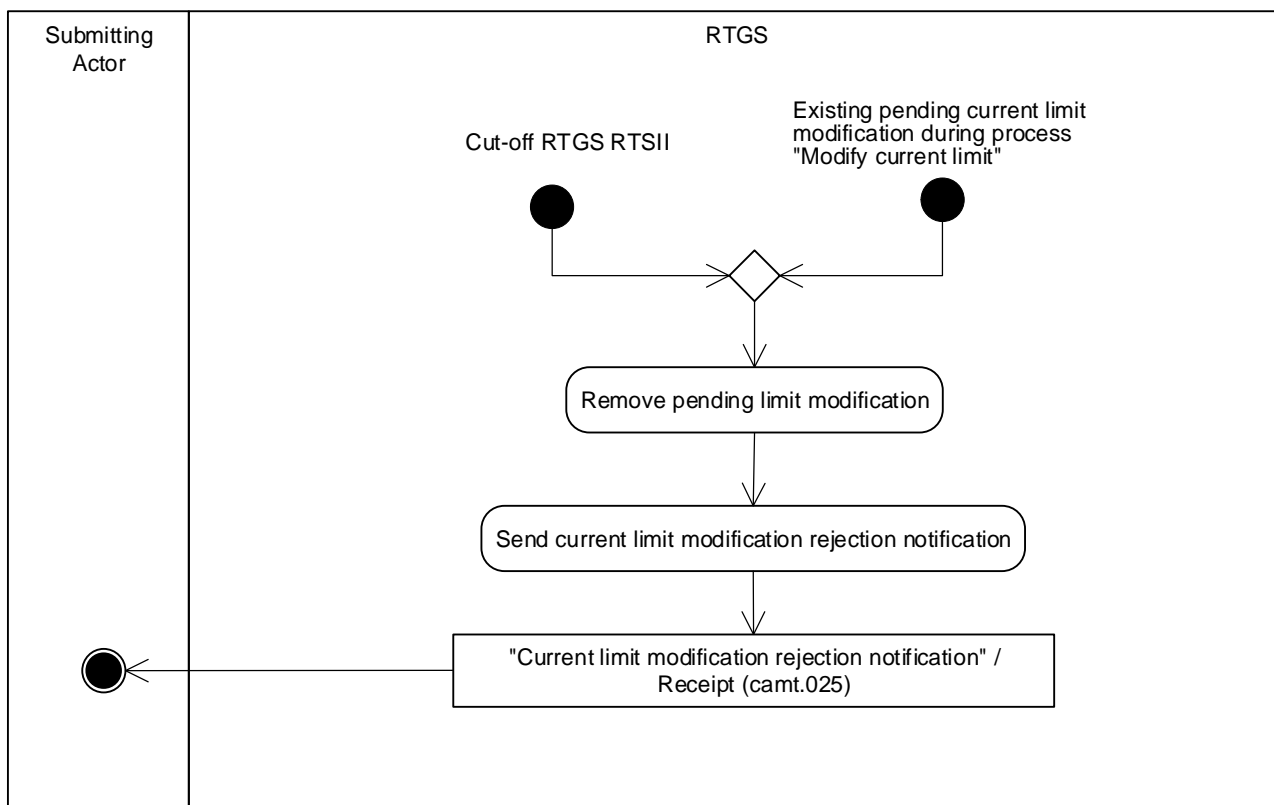 Submitting
Actor
RTGS
Cut-off RTGS RTSII
Existing pending current limit
modification during process
"Modify current limit"
Remove pending limit modification
Send current limit modification rejection notification
"Current limit modification rejection notification" /
Receipt (camt.025)